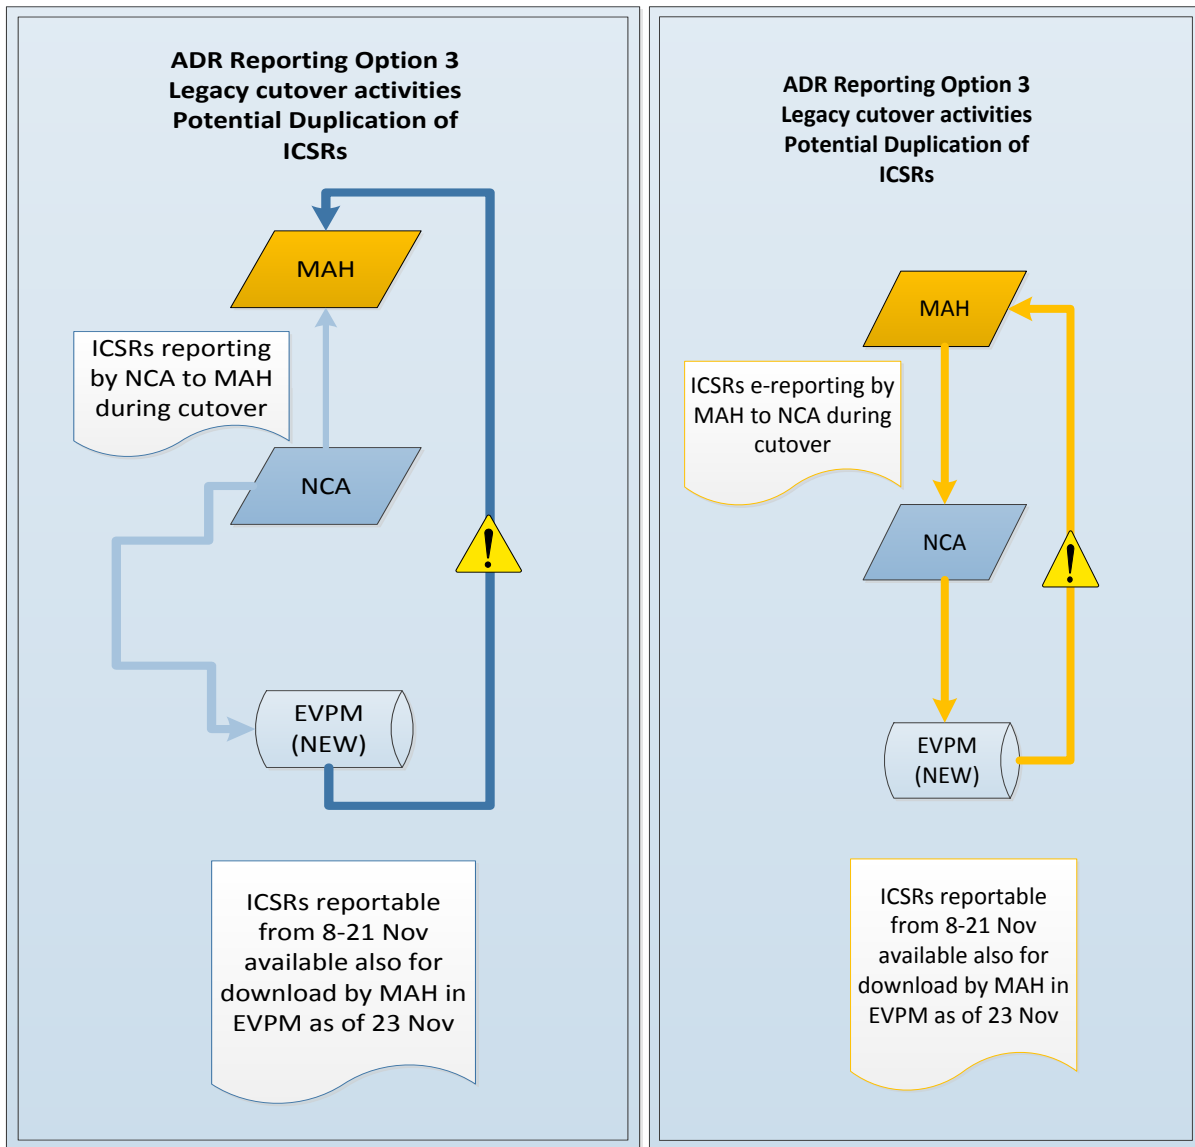 ADR Reporting Option 3
Legacy cutover activities
Potential Duplication of
ICSRs
MAH
ICSRs reporting
by NCA to MAH
during cutover
NCA
EVPM
(NEW)
ICSRs reportable
from 8-21 Nov
available also for
download by MAH in
EVPM as of 23 Nov
ADR Reporting Option 3
Legacy cutover activities
Potential Duplication of
ICSRs
MAH
ICSRs e-reporting by
MAH to NCA during
cutover
NCA
EVPM
(NEW)
ICSRs reportable
from 8-21 Nov
available also for
download by MAH in
EVPM as of 23 Nov